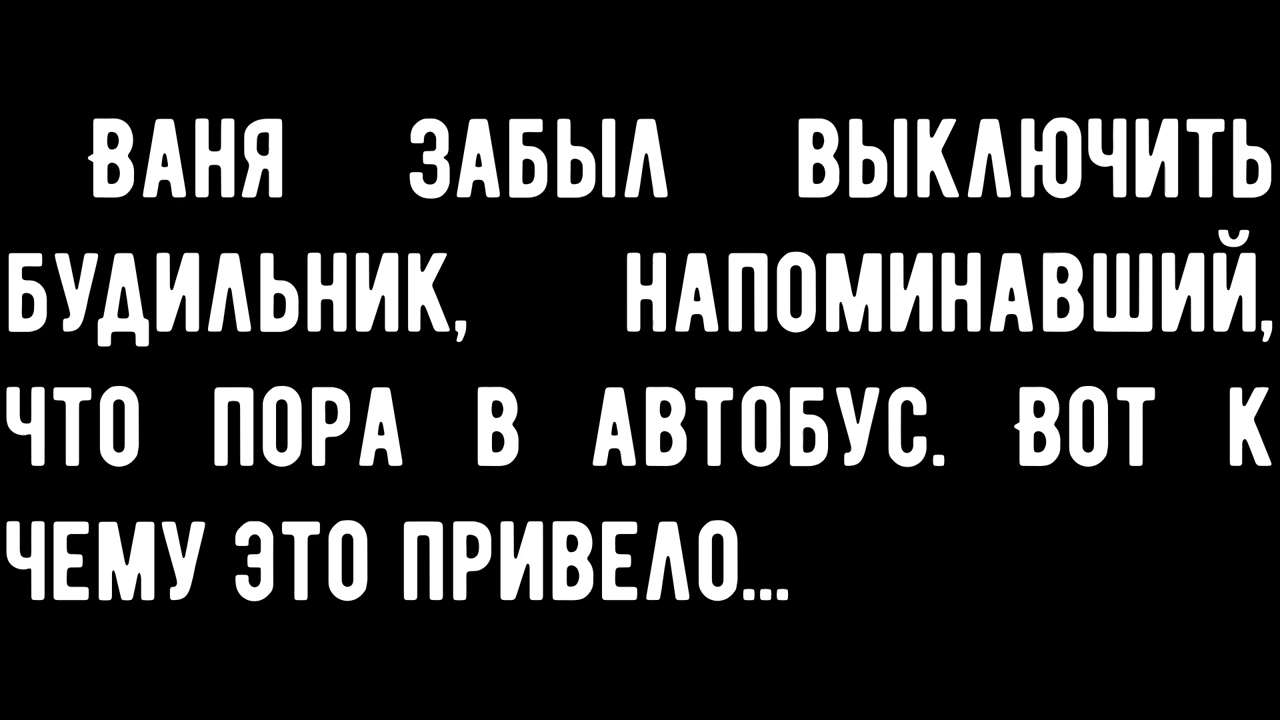 Ваня забыл выключить
будильник, напоминавший,
что пора в автобус. Вот к
чему это привело...